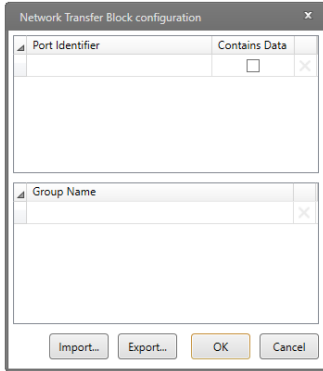 Network Transfer Block configuration
Port Identifier Contains Data
Group Name
Import... Export... OK Cancel